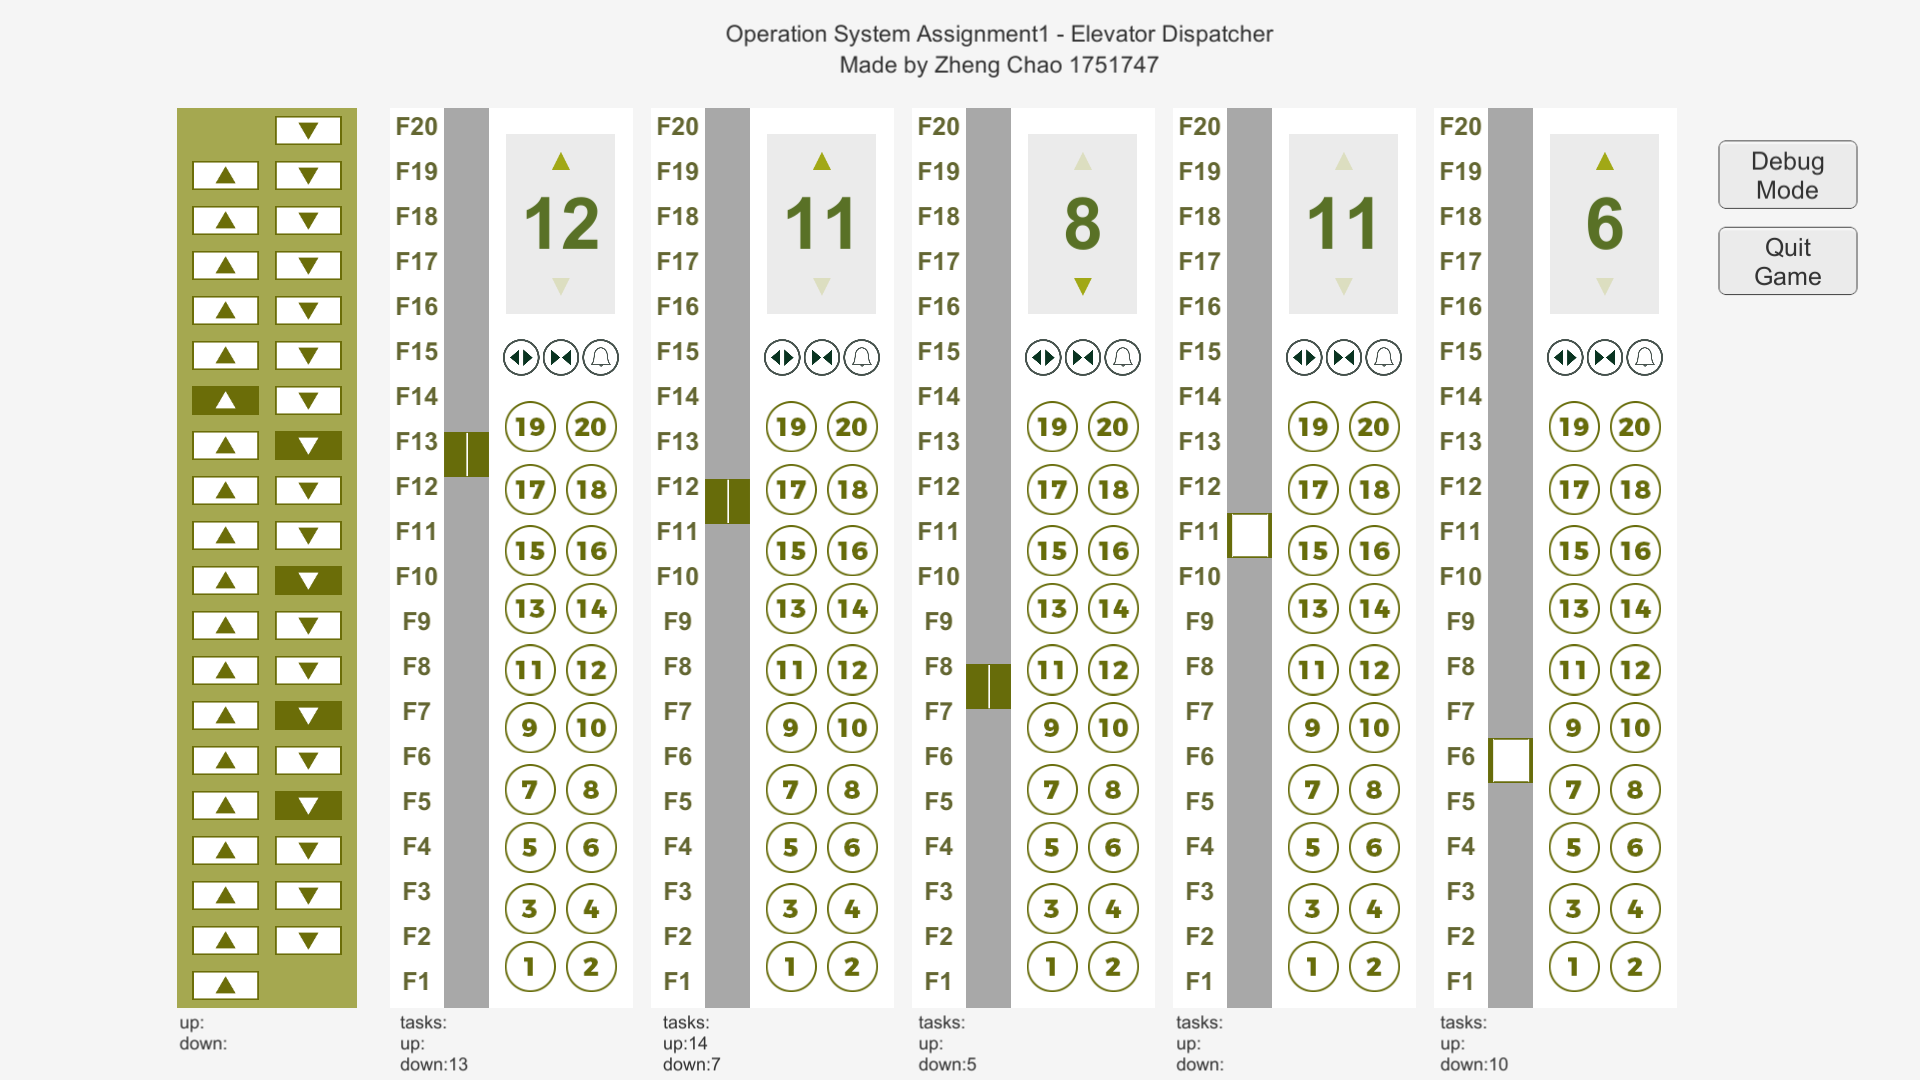 Operation System Assignment1 - Elevator Dispatcher
Made by Zheng Chao 1751747
up:
down:
F20
F19
F18
F17
F16
F15
F14
F13
F12
F11
F10
F9
F8
F7
F6
F5
F4
F3
F2
F1
12
19 20
17 18
15 16
13 14
11 12
9 10
7 8
5 6
3 4
1 2
tasks:
up:
down:13
F20
F19
F18
F17
F16
F15
F14
F13
F12
F11
F10
F9
F8
F7
F6
F5
F4
F3
F2
F1
11
19 20
17 18
15 16
13 14
11 12
9 10
7 8
5 6
3 4
1 2
tasks:
up:14
down:7
F20
F19
F18
F17
F16
F15
F14
F13
F12
F11
F10
F9
F8
F7
F6
F5
F4
F3
F2
F1
8
19 20
17 18
15 16
13 14
11 12
9 10
7 8
5 6
3 4
1 2
tasks:
up:
down:5
F20
F19
F18
F17
F16
F15
F14
F13
F12
F11
F10
F9
F8
F7
F6
F5
F4
F3
F2
F1
11
19 20
17 18
15 16
13 14
11 12
9 10
7 8
5 6
3 4
1 2
tasks:
up:
down:
F20
F19
F18
F17
F16
F15
F14
F13
F12
F11
F10
F9
F8
F7
F6
F5
F4
F3
F2
F1
6
19 20
17 18
15 16
13 14
11 12
9 10
7 8
5 6
3 4
1 2
tasks:
up:
down:10
Debug
Mode
Quit
Game